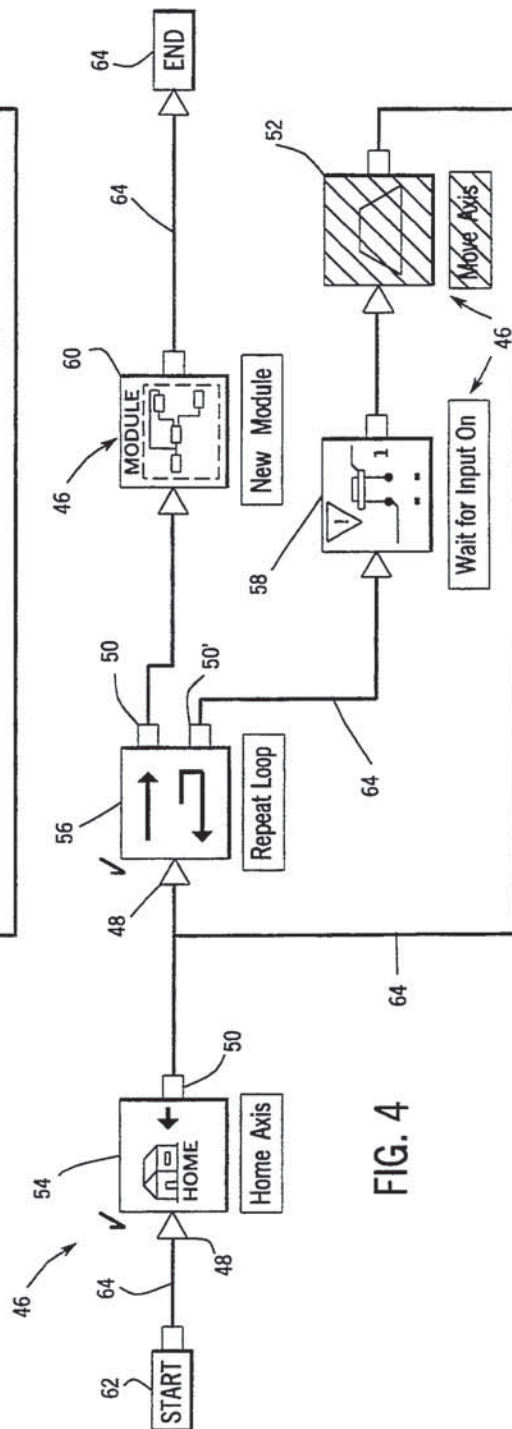 62
START
64
48
46
54
HOME
Home Axis
50
64
48
56
Repeat Loop
50
50'
64
46
60
MODULE
New Module
64
64
END
58
!
1
Wait for Input On
46
52
Move Axis
FIG. 4